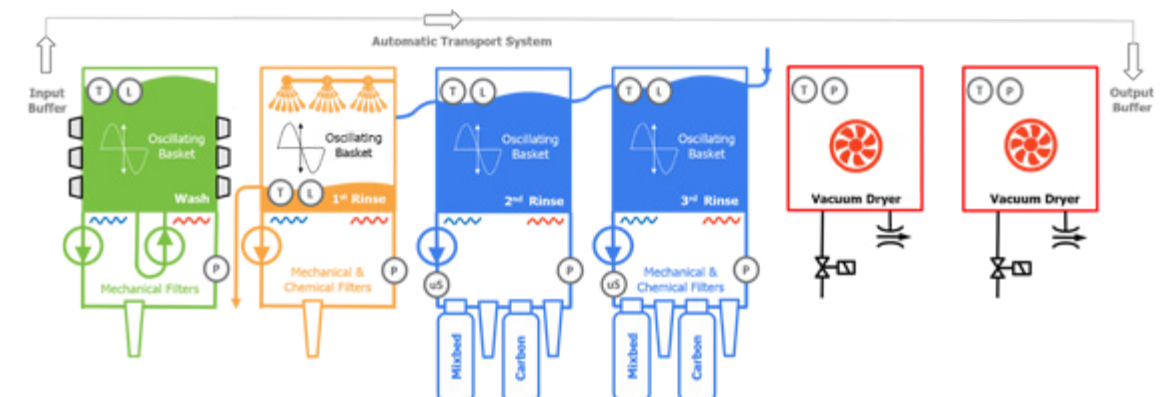 Automatic Transport System
Input
Buffer
Output
Buffer
T
L
Oscillating
Basket
Wash
P
Mechanical Filters
Oscillating
Basket
T
L
1st Rinse
P
Mechanical &
Chemical Filters
T
L
Oscillating
Basket
2nd Rinse
uS
P
Mixbed
Carbon
T
L
Oscillating
Basket
3rd Rinse
uS
P
Mechanical &
Chemical Filters
Mixbed
Carbon
T
P
Vacuum Dryer
T
P
Vacuum Dryer